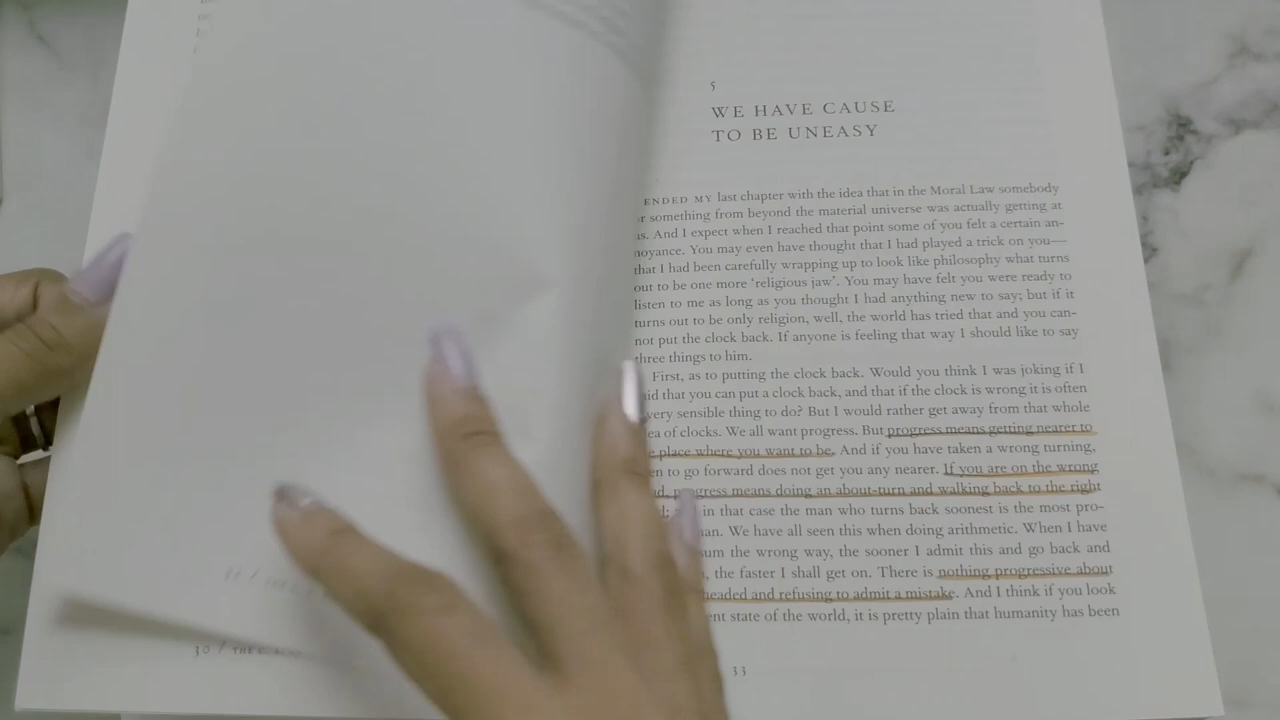 5
WE HAVE CAUSE
TO BE UNEASY
ENDED MY last chapter with the idea that in the Moral Law somebody
something from beyond the material universe was actually getting at
us. And I expect when I reached that point some of you felt a certain an-
noyance. You may even have thought that I had played a trick on you—
that I had been carefully wrapping up to look like philosophy what turns
out to be one more 'religious jaw'. You may have felt you were ready to
listen to me as long as you thought I had anything new to say; but if it
turns out to be only religion, well, the world has tried that and you can-
not put the clock back. If anyone is feeling that way I should like to say
three things to him.
First, as to putting the clock back. Would you think I was joking if I
that you can put a clock back, and that if the clock is wrong it is often
very sensible thing to do? But I would rather get away from that whole
of clocks. We all want progress. But progress means getting nearer to
place where you want to be. And if you have taken a wrong turning,
to go forward does not get you any nearer. If you are on the wrong
progress means doing an about-turn and walking back to the right
in that case the man who turns back soonest is the most pro-
We have all seen this when doing arithmetic. When I have
sum the wrong way, the sooner I admit this and go back and
the faster I shall get on. There is nothing progressive about
headed and refusing to admit a mistake. And I think if you look
state of the world, it is pretty plain that humanity has been
33
30 / THE